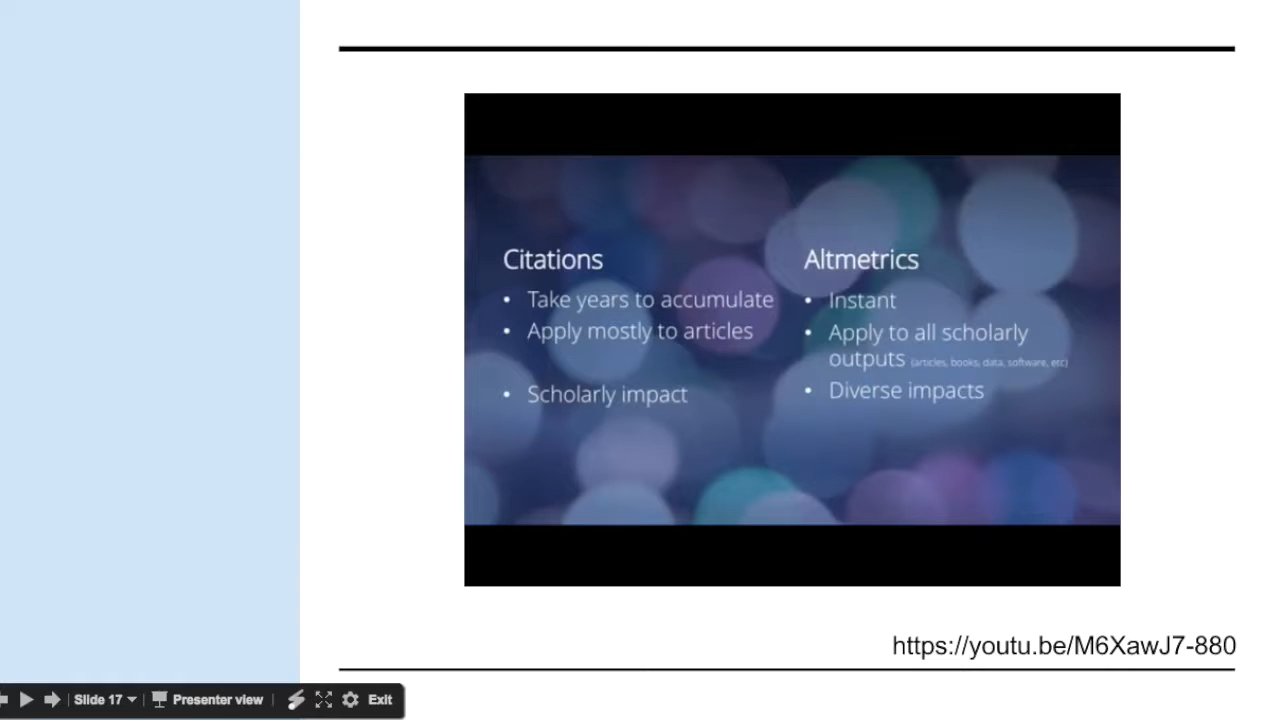 Citations
• Take years to accumulate
• Apply mostly to articles
• Scholarly impact
Altmetrics
• Instant
• Apply to all scholarly
outputs (articles, books, data, software, etc)
• Diverse impacts
https://youtu.be/M6XawJ7-880
Slide 17 Presenter view Exit